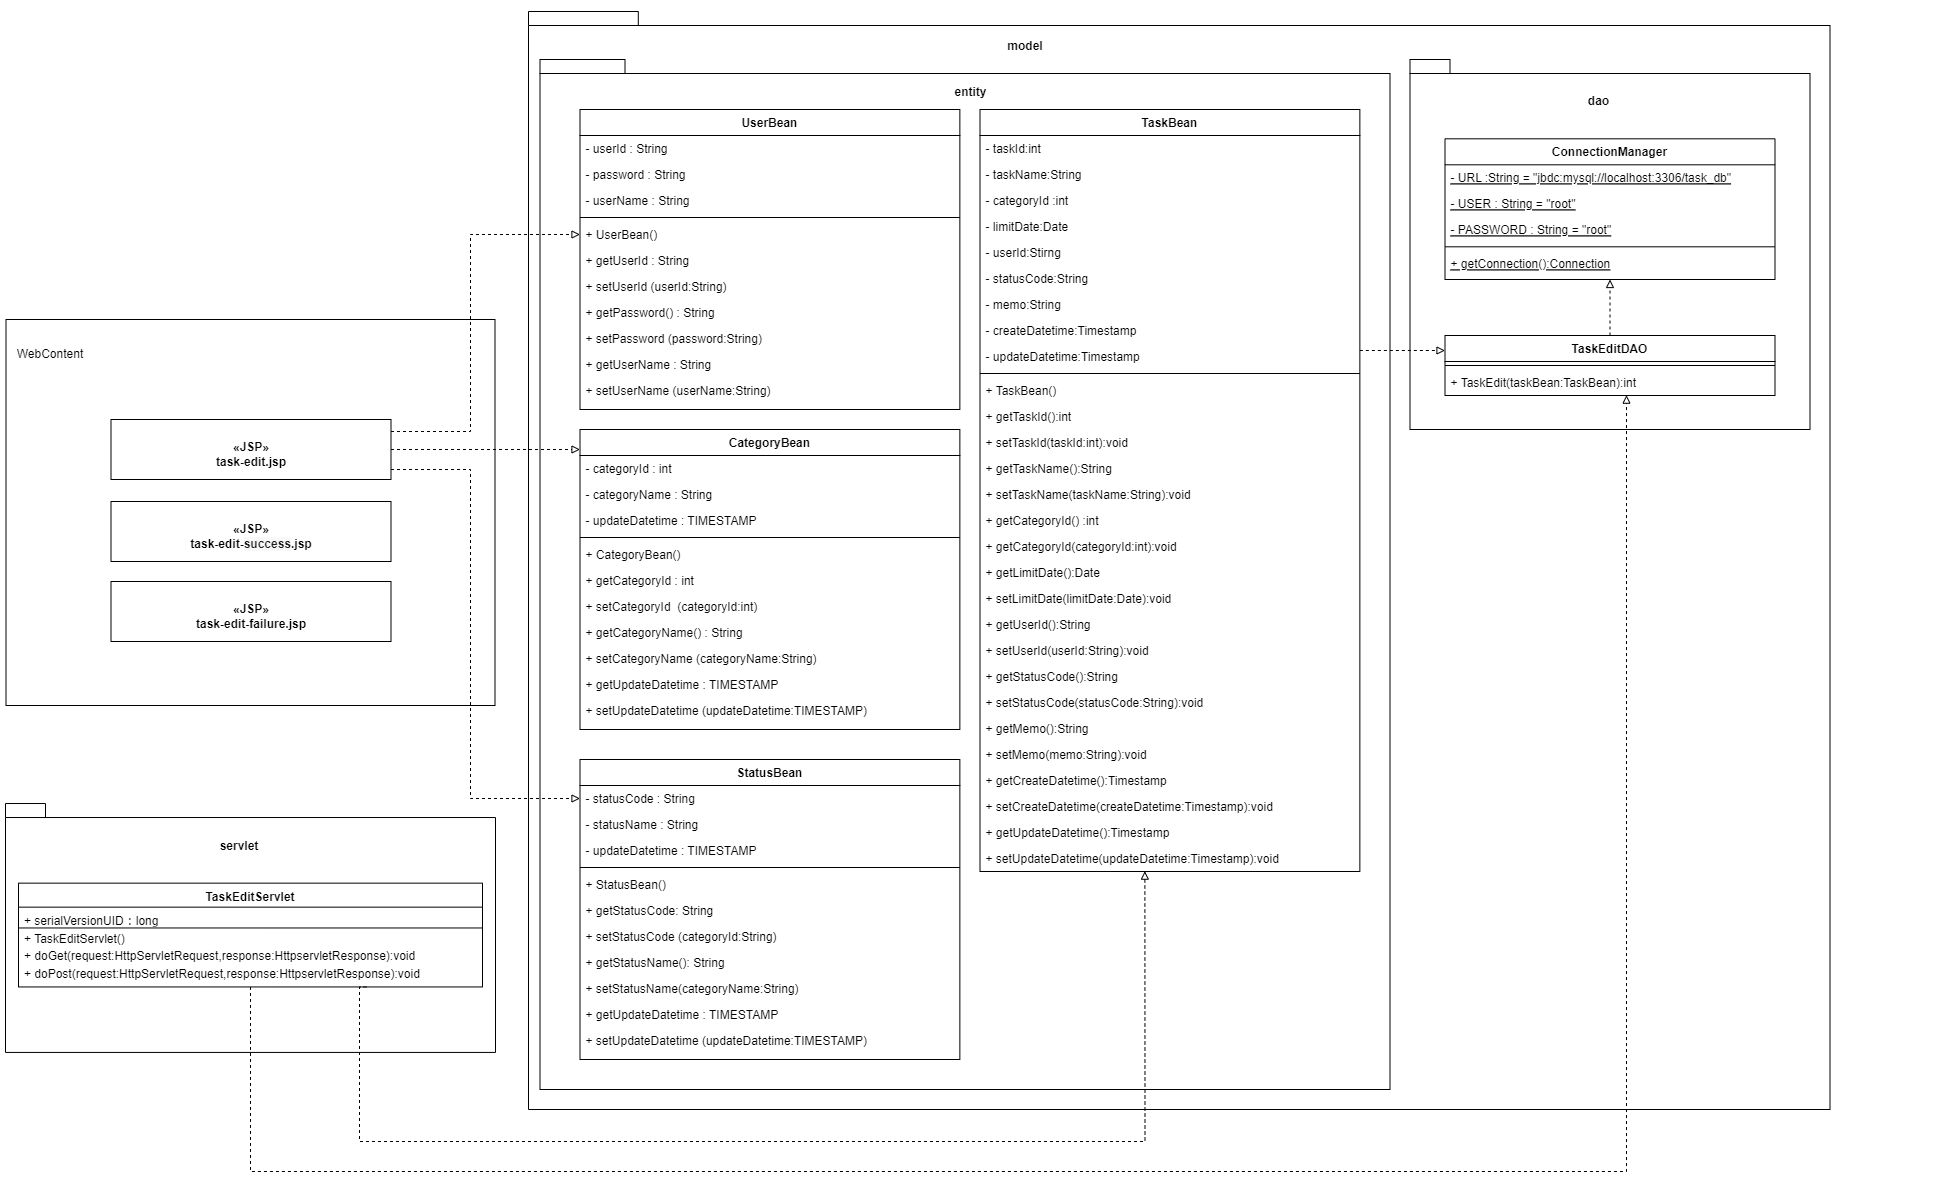 model
entity
UserBean
- userId : String
- password : String
- userName : String
+ UserBean()
+ getUserId : String
+ setUserId (userId:String)
+ getPassword() : String
+ setPassword (password:String)
+ getUserName : String
+ setUserName (userName:String)
CategoryBean
- categoryId : int
- categoryName : String
- updateDatetime : TIMESTAMP
+ CategoryBean()
+ getCategoryId : int
+ setCategoryId  (categoryId:int)
+ getCategoryName() : String
+ setCategoryName (categoryName:String)
+ getUpdateDatetime : TIMESTAMP
+ setUpdateDatetime (updateDatetime:TIMESTAMP)
StatusBean
- statusCode : String
- statusName : String
- updateDatetime : TIMESTAMP
+ StatusBean()
+ getStatusCode: String
+ setStatusCode (categoryId:String)
+ getStatusName(): String
+ setStatusName(categoryName:String)
+ getUpdateDatetime : TIMESTAMP
+ setUpdateDatetime (updateDatetime:TIMESTAMP)
TaskBean
- taskId:int
- taskName:String
- categoryId :int
- limitDate:Date
- userId:Stirng
- statusCode:String
- memo:String
- createDatetime:Timestamp
- updateDatetime:Timestamp
+ TaskBean()
+ getTaskId():int
+ setTaskId(taskId:int):void
+ getTaskName():String
+ setTaskName(taskName:String):void
+ getCategoryId() :int
+ getCategoryId(categoryId:int):void
+ getLimitDate():Date
+ setLimitDate(limitDate:Date):void
+ getUserId():String
+ setUserId(userId:String):void
+ getStatusCode():String
+ setStatusCode(statusCode:String):void
+ getMemo():String
+ setMemo(memo:String):void
+ getCreateDatetime():Timestamp
+ setCreateDatetime(createDatetime:Timestamp):void
+ getUpdateDatetime():Timestamp
+ setUpdateDatetime(updateDatetime:Timestamp):void
dao
ConnectionManager
- URL :String = "jbdc:mysql://localhost:3306/task_db"
- USER : String = "root"
- PASSWORD : String = "root"
+ getConnection():Connection
TaskEditDAO
+ TaskEdit(taskBean:TaskBean):int
WebContent
«JSP»
task-edit.jsp
«JSP»
task-edit-success.jsp
«JSP»
task-edit-failure.jsp
servlet
TaskEditServlet
+ serialVersionUID : long
+ TaskEditServlet()
+ doGet(request:HttpServletRequest,response:HttpservletResponse):void
+ doPost(request:HttpServletRequest,response:HttpservletResponse):void